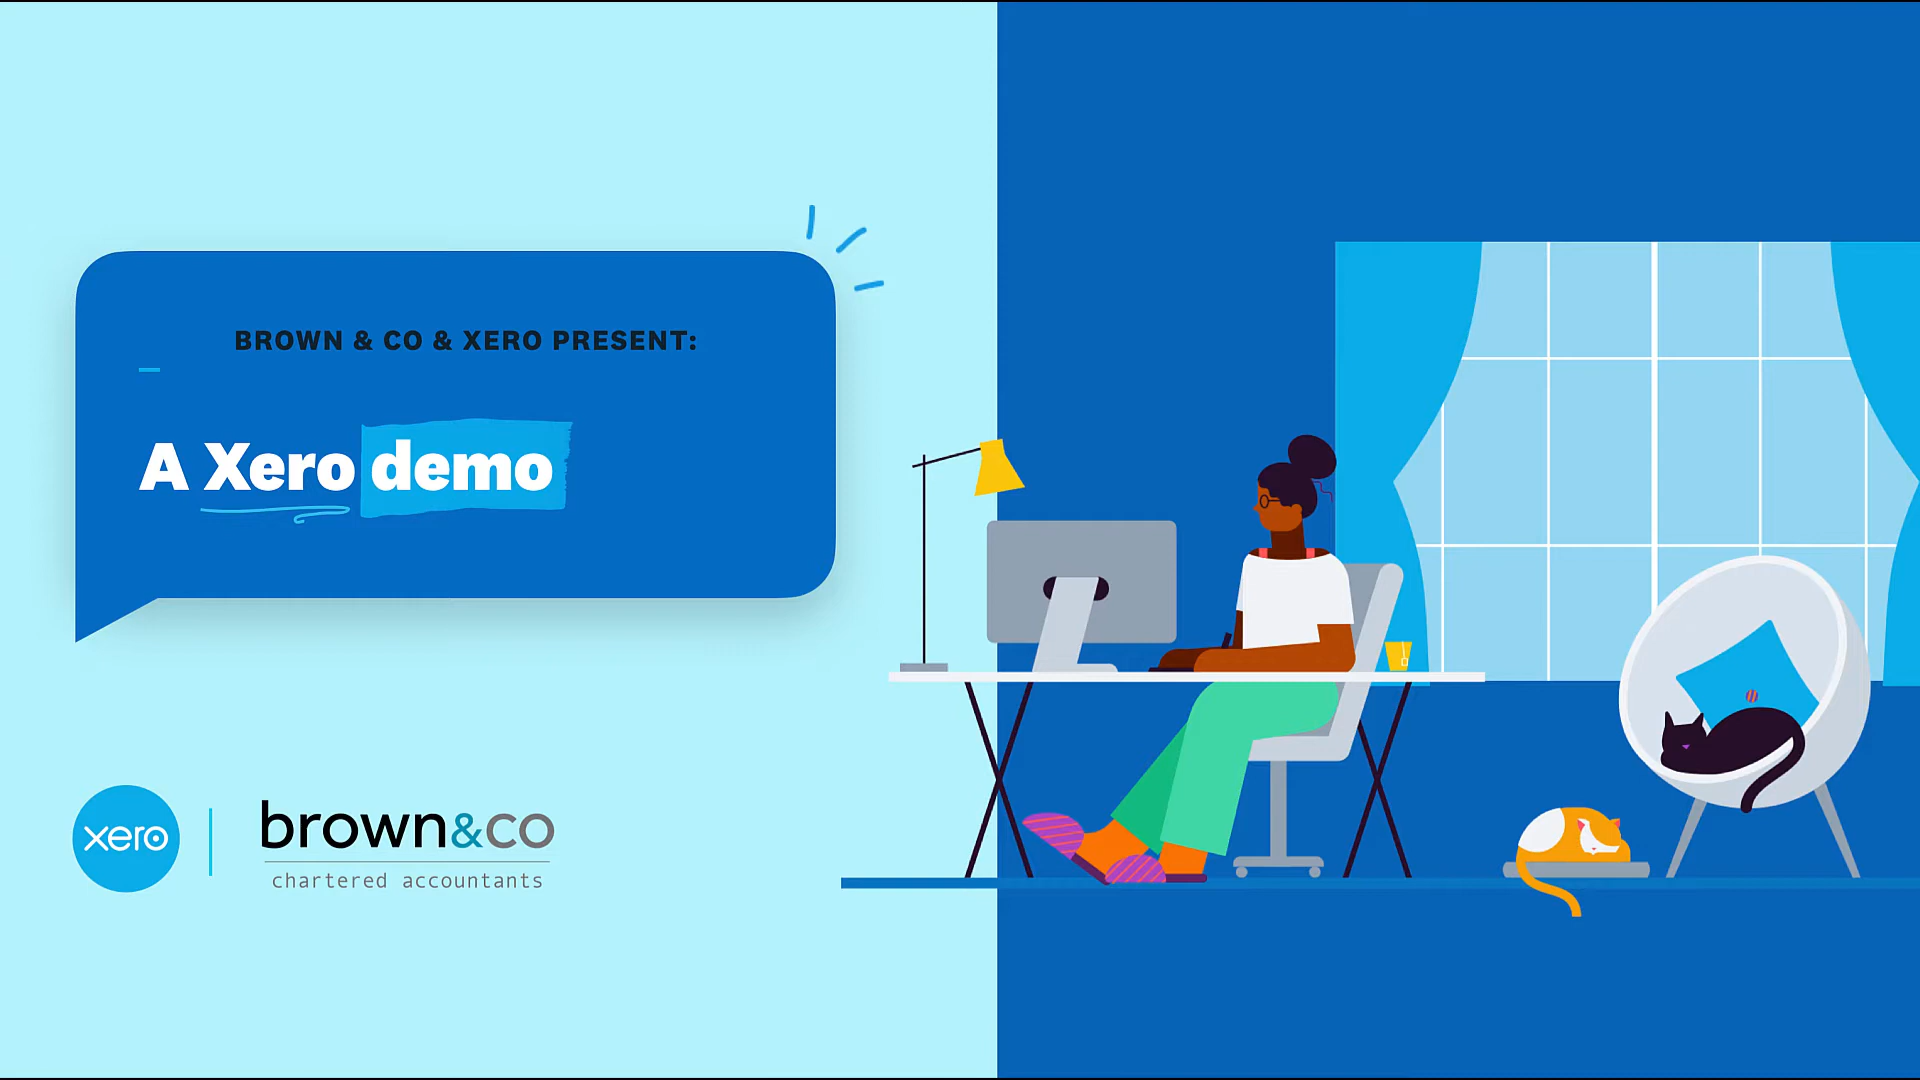 BROWN & CO & XERO PRESENT:
A Xero demo
xero
brown&co
chartered accountants